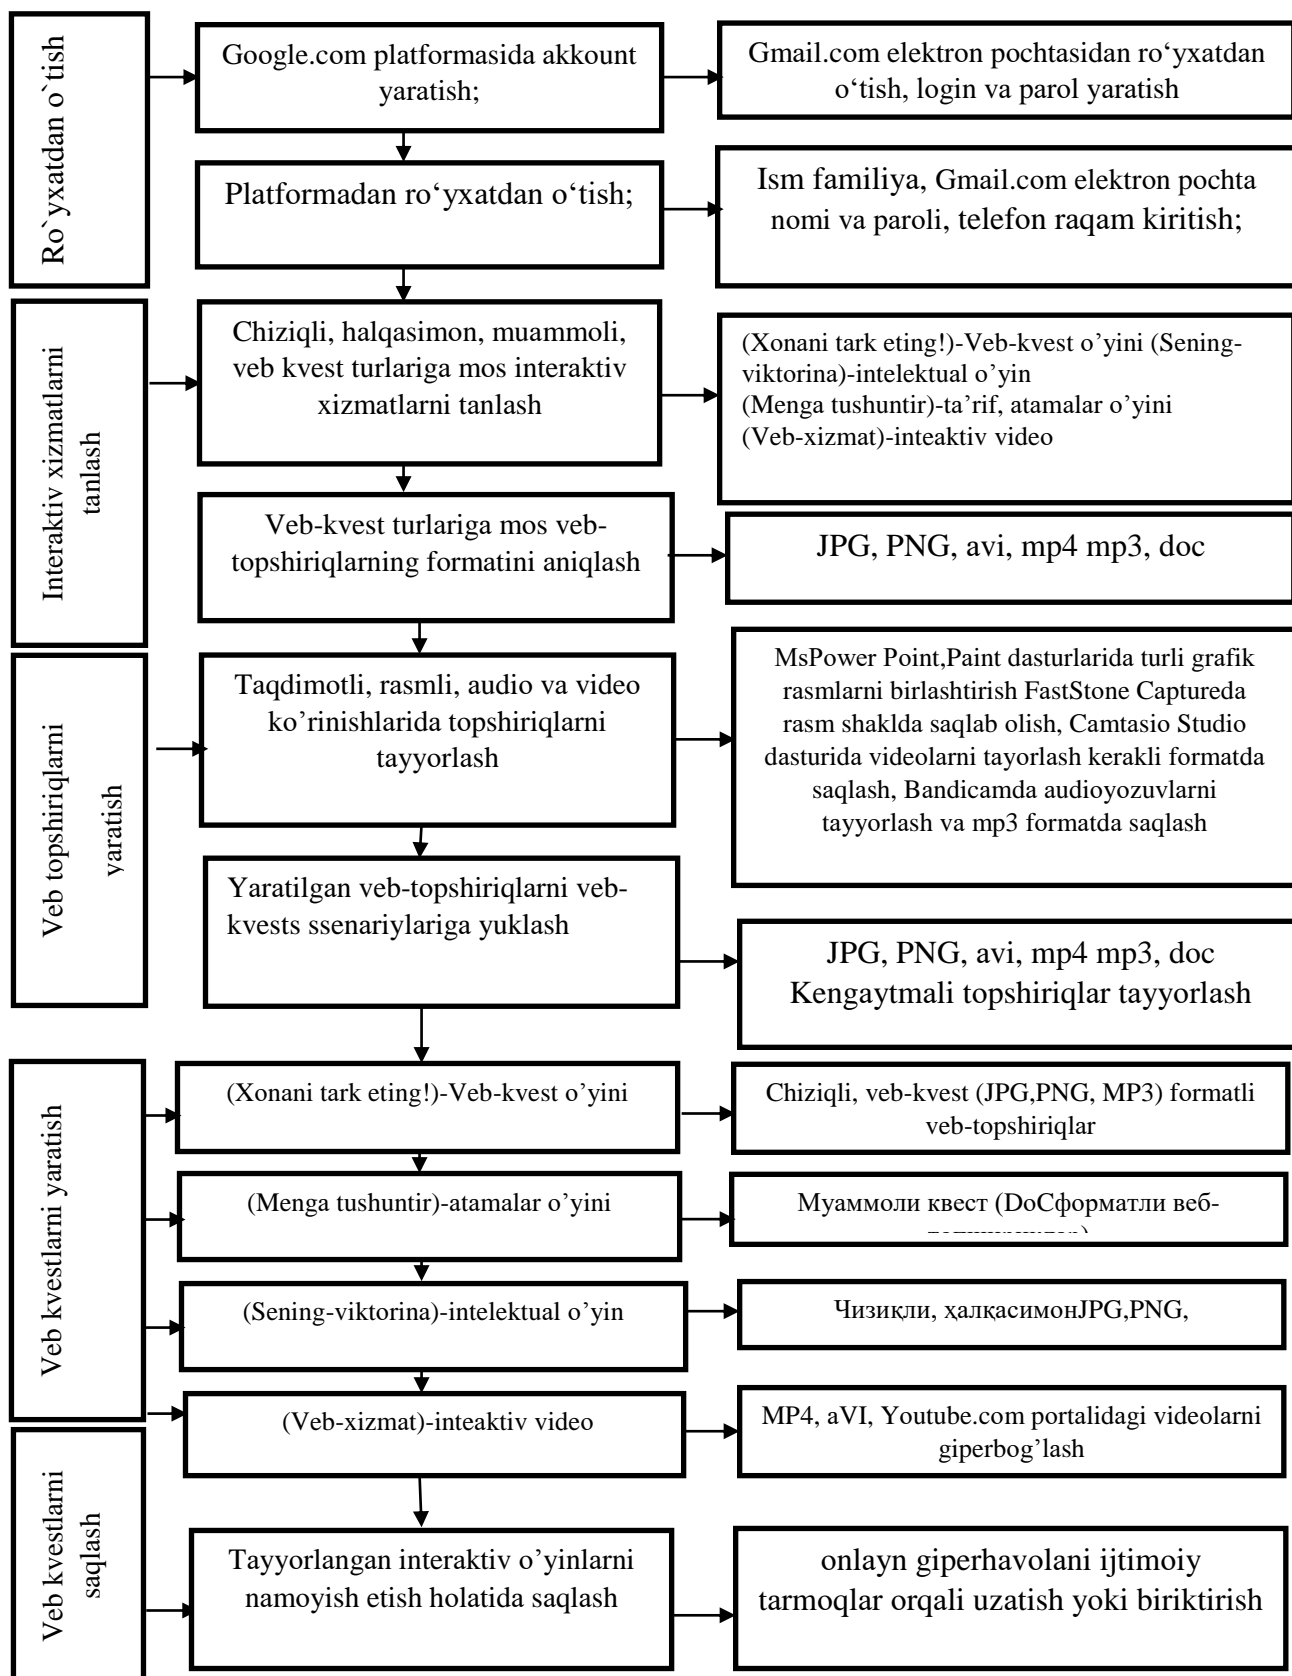 Ro`yxatdan o`tish
Google.com platformasida akkount
yaratish;
Gmail.com elektron pochtasidan ro‘yxatdan
o‘tish, login va parol yaratish
Platformadan ro‘yxatdan o‘tish;
Ism familiya, Gmail.com elektron pochta
nomi va paroli, telefon raqam kiritish;
Interaktiv xizmatlarni
tanlash
Chiziqli, halqasimon, muammoli,
veb kvest turlariga mos interaktiv
xizmatlarni tanlash
(Xonani tark eting!)-Veb-kvest o’yini (Sening-
viktorina)-intelektual o’yin
(Menga tushuntir)-ta’rif, atamalar o’yini
(Veb-xizmat)-inteaktiv video
Veb-kvest turlariga mos veb-
topshiriqlarning formatini aniqlash
JPG, PNG, avi, mp4 mp3, doc
Veb topshiriqlarni
yaratish
Taqdimotli, rasmli, audio va video
ko’rinishlarida topshiriqlarni
tayyorlash
MsPower Point,Paint dasturlarida turli grafik
rasmlarni birlashtirish FastStone Captureda
rasm shaklda saqlab olish, Camtasio Studio
dasturida videolarni tayorlash kerakli formatda
saqlash, Bandicamda audioyozuvlarni
tayyorlash va mp3 formatda saqlash
Yaratilgan veb-topshiriqlarni veb-
kvests ssenariylariga yuklash
JPG, PNG, avi, mp4 mp3, doc
Kengaytmali topshiriqlar tayyorlash
Veb kvestlarni yaratish
(Xonani tark eting!)-Veb-kvest o’yini
Chiziqli, veb-kvest (JPG,PNG, MP3) formatli
veb-topshiriqlar
(Menga tushuntir)-atamalar o’yini
Муаммоли квест (DoCформатли веб-
(Sening-viktorina)-intelektual o’yin
Чизиқли, ҳалқасимонJPG,PNG,
(Veb-xizmat)-inteaktiv video
MP4, aVI, Youtube.com portalidagi videolarni
giperbog’lash
Veb kvestlarni
saqlash
Tayyorlangan interaktiv o’yinlarni
namoyish etish holatida saqlash
onlayn giperhavolani ijtimoiy
tarmoqlar orqali uzatish yoki biriktirish